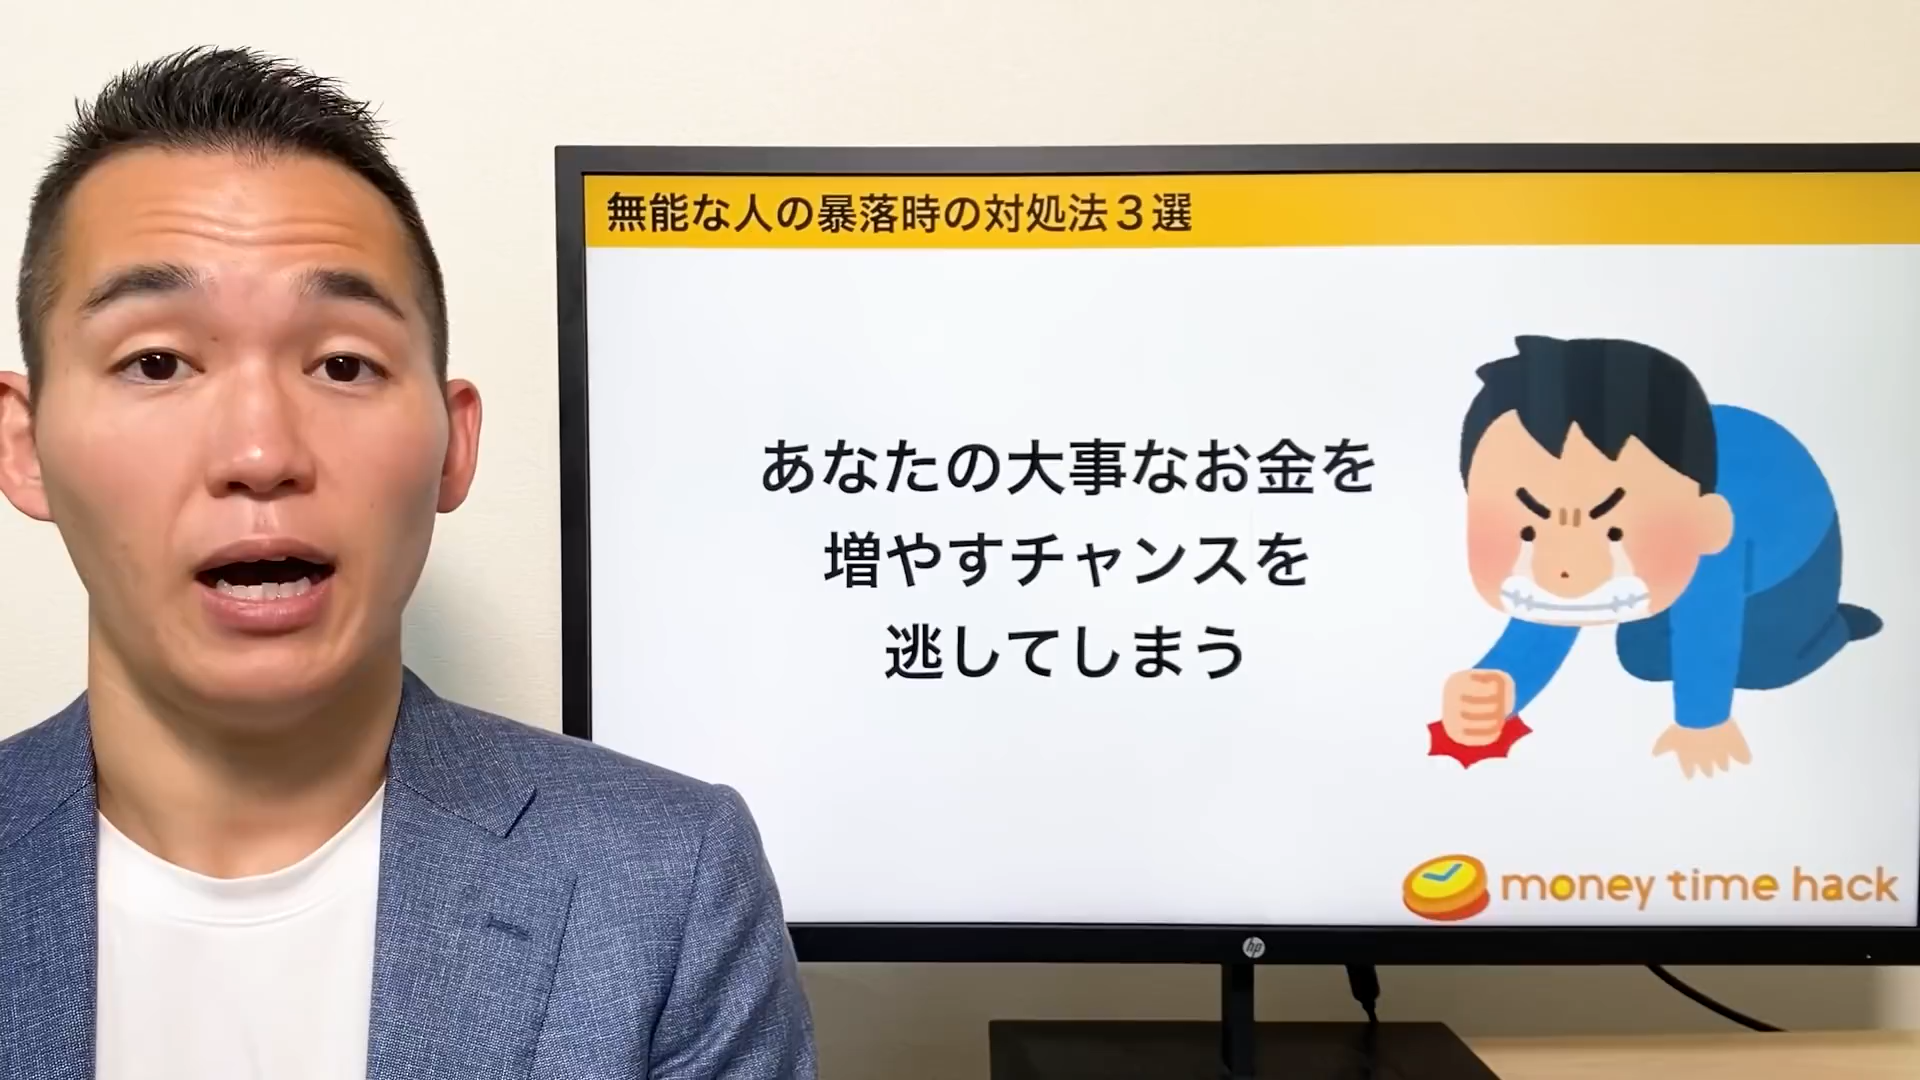 無能な人の暴落時の対処法３選
あなたの大事なお金を
増やすチャンスを
逃してしまう
money time hack
hp